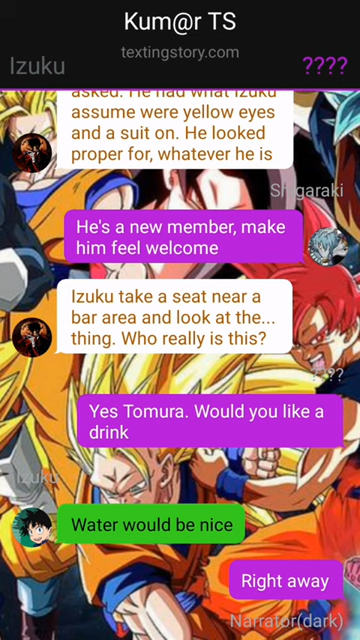 Kum@r TS
textingstory.com
Izuku
????
asked. He had what Izuku
assume were yellow eyes
and a suit on. He looked
proper for, whatever he is
Shigaraki
He's a new member, make
him feel welcome
Izuku take a seat near a
bar area and look at the...
thing. Who really is this?
????
Yes Tomura. Would you like a
drink
Izuku
Water would be nice
Right away
Narrator(dark)